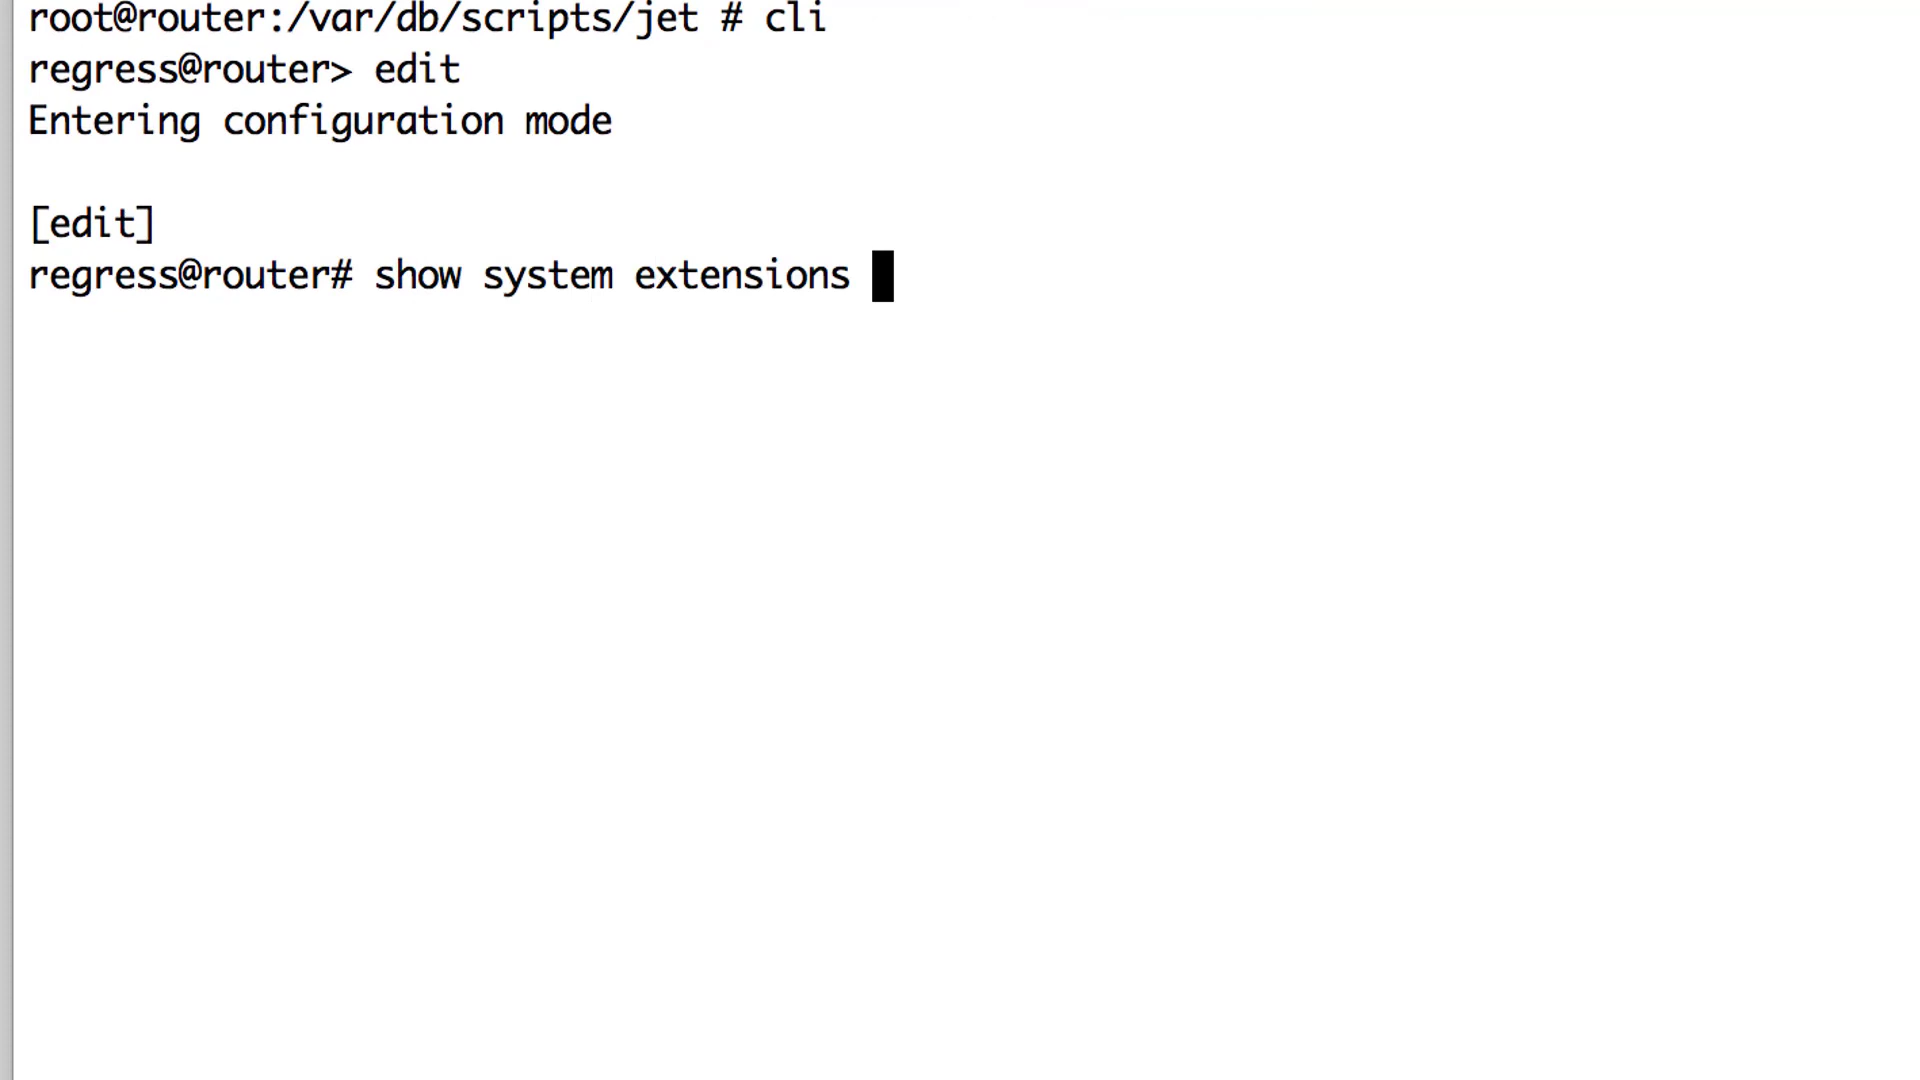 root@router:/var/db/scripts/jet # cli
regress@router> edit
Entering configuration mode
[edit]
regress@router# show system extensions